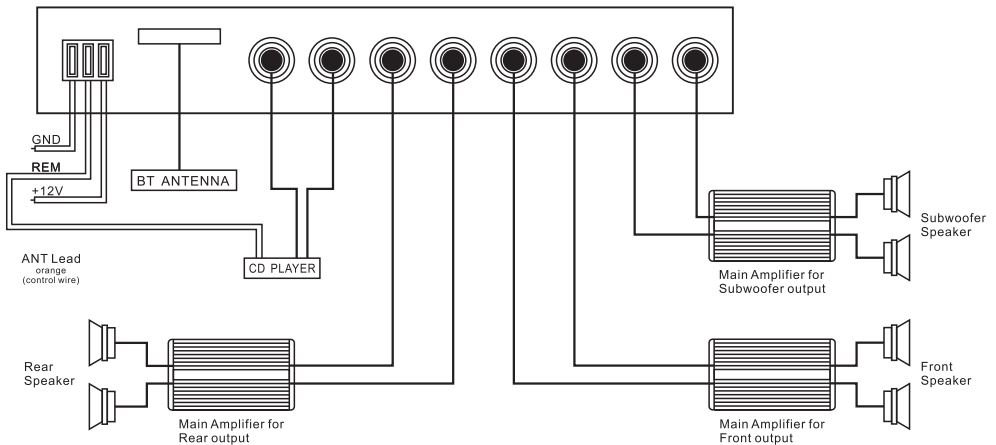 GND
REM
+12V
BT ANTENNA
ANT Lead
orange
(control wire)
CD PLAYER
Subwoofer
Speaker
Main Amplifier for
Subwoofer output
Rear
Speaker
Main Amplifier for
Rear output
Front
Speaker
Main Amplifier for
Front output